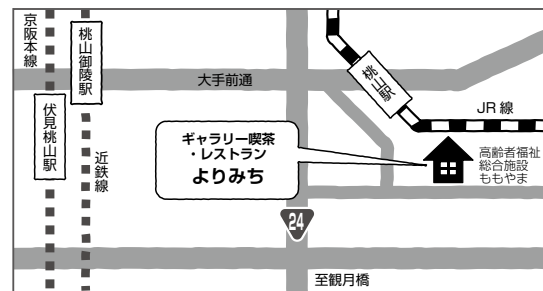 京阪本線
桃山御陵駅
伏見桃山駅
近鉄線
大手前通
桃山駅
JR 線
ギャラリー喫茶
・レストラン
よりみち
高齢者福祉
総合施設
ももやま
24
至観月橋